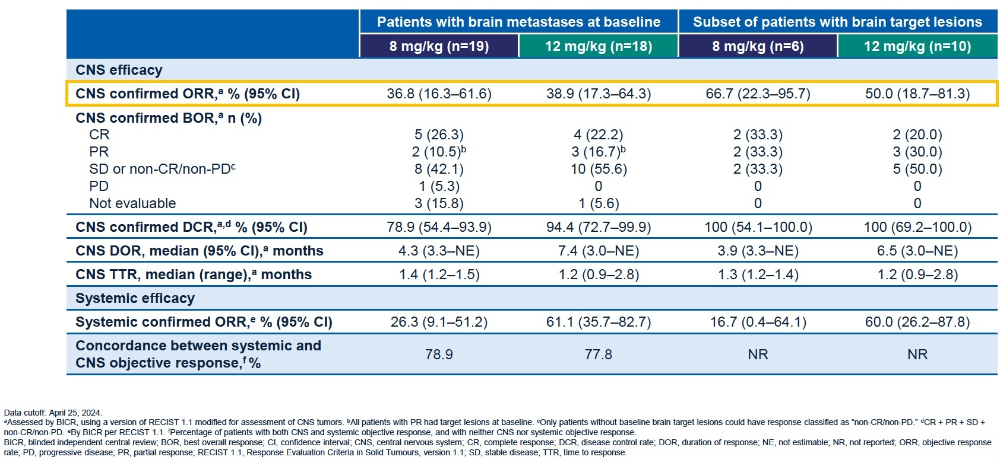 Patients with brain metastases at baseline Subset of patients with brain target lesions
8 mg/kg (n=19) 12 mg/kg (n=18) 8 mg/kg (n=6) 12 mg/kg (n=10)
CNS efficacy
CNS confirmed ORR,ᵃ % (95% CI) 36.8 (16.3–61.6) 38.9 (17.3–64.3) 66.7 (22.3–95.7) 50.0 (18.7–81.3)
CNS confirmed BOR,ᵃ n (%)
CR 5 (26.3) 4 (22.2) 2 (33.3) 2 (20.0)
PR 2 (10.5)ᵇ 3 (16.7)ᵇ 2 (33.3) 3 (30.0)
SD or non-CR/non-PDᶜ 8 (42.1) 10 (55.6) 2 (33.3) 5 (50.0)
PD 1 (5.3) 0 0 0
Not evaluable 3 (15.8) 1 (5.6) 0 0
CNS confirmed DCR,ᵃ,ᵈ % (95% CI) 78.9 (54.4–93.9) 94.4 (72.7–99.9) 100 (54.1–100.0) 100 (69.2–100.0)
CNS DOR, median (95% CI),ᵃ months 4.3 (3.3–NE) 7.4 (3.0–NE) 3.9 (3.3–NE) 6.5 (3.0–NE)
CNS TTR, median (range),ᵃ months 1.4 (1.2–1.5) 1.2 (0.9–2.8) 1.3 (1.2–1.4) 1.2 (0.9–2.8)
Systemic efficacy
Systemic confirmed ORR,ᵉ % (95% CI) 26.3 (9.1–51.2) 61.1 (35.7–82.7) 16.7 (0.4–64.1) 60.0 (26.2–87.8)
Concordance between systemic and
CNS objective response,ᶠ % 78.9 77.8 NR NR
Data cutoff: April 25, 2024.
ᵃAssessed by BICR, using a version of RECIST 1.1 modified for assessment of CNS tumors. ᵇAll patients with PR had target lesions at baseline. ᶜOnly patients without baseline brain target lesions could have response classified as “non-CR/non-PD.” ᵈCR + PR + SD +
non-CR/non-PD. ᵉBy BICR per RECIST 1.1. ᶠPercentage of patients with both CNS and systemic objective response, and with neither CNS nor systemic objective response.
BICR, blinded independent central review; BOR, best overall response; CI, confidence interval; CNS, central nervous system; CR, complete response; DCR, disease control rate; DOR, duration of response; NE, not estimable; NR, not reported; ORR, objective response
rate; PD, progressive disease; PR, partial response; RECIST 1.1, Response Evaluation Criteria in Solid Tumours, version 1.1; SD, stable disease; TTR, time to response.